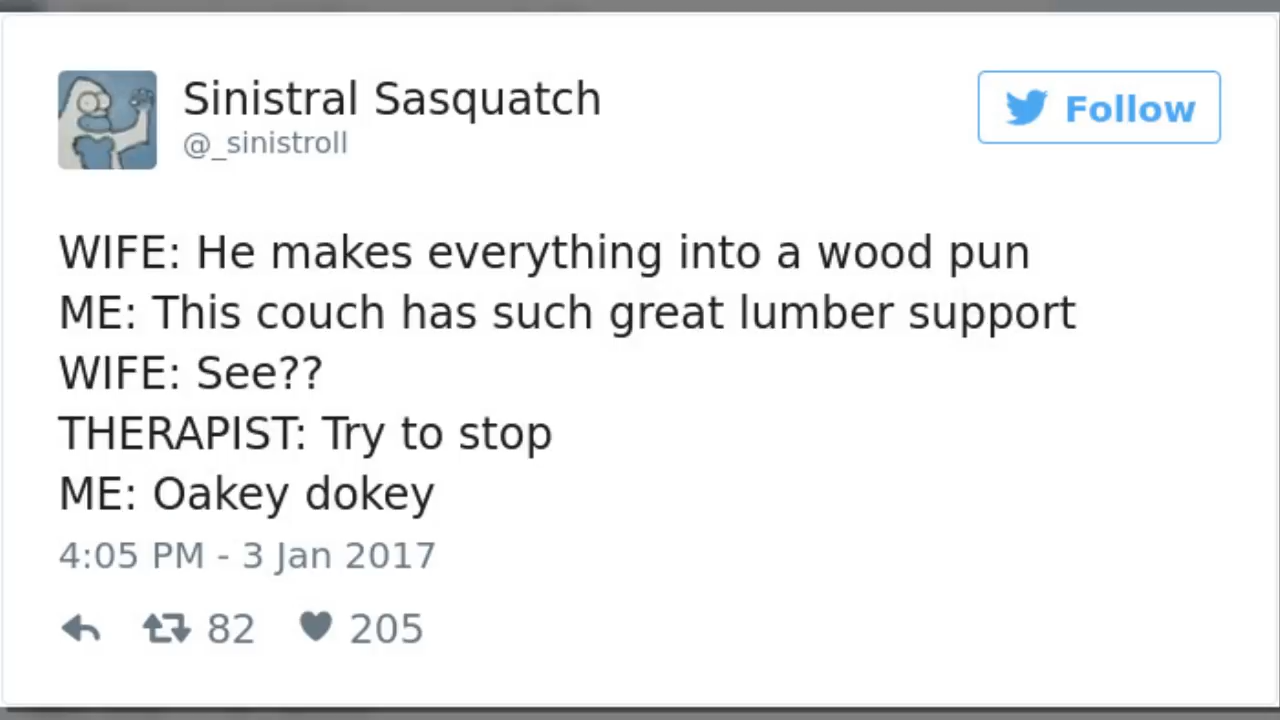 Sinistral Sasquatch
@_sinistroll
Follow
WIFE: He makes everything into a wood pun
ME: This couch has such great lumber support
WIFE: See??
THERAPIST: Try to stop
ME: Oakey dokey
4:05 PM - 3 Jan 2017
82 205